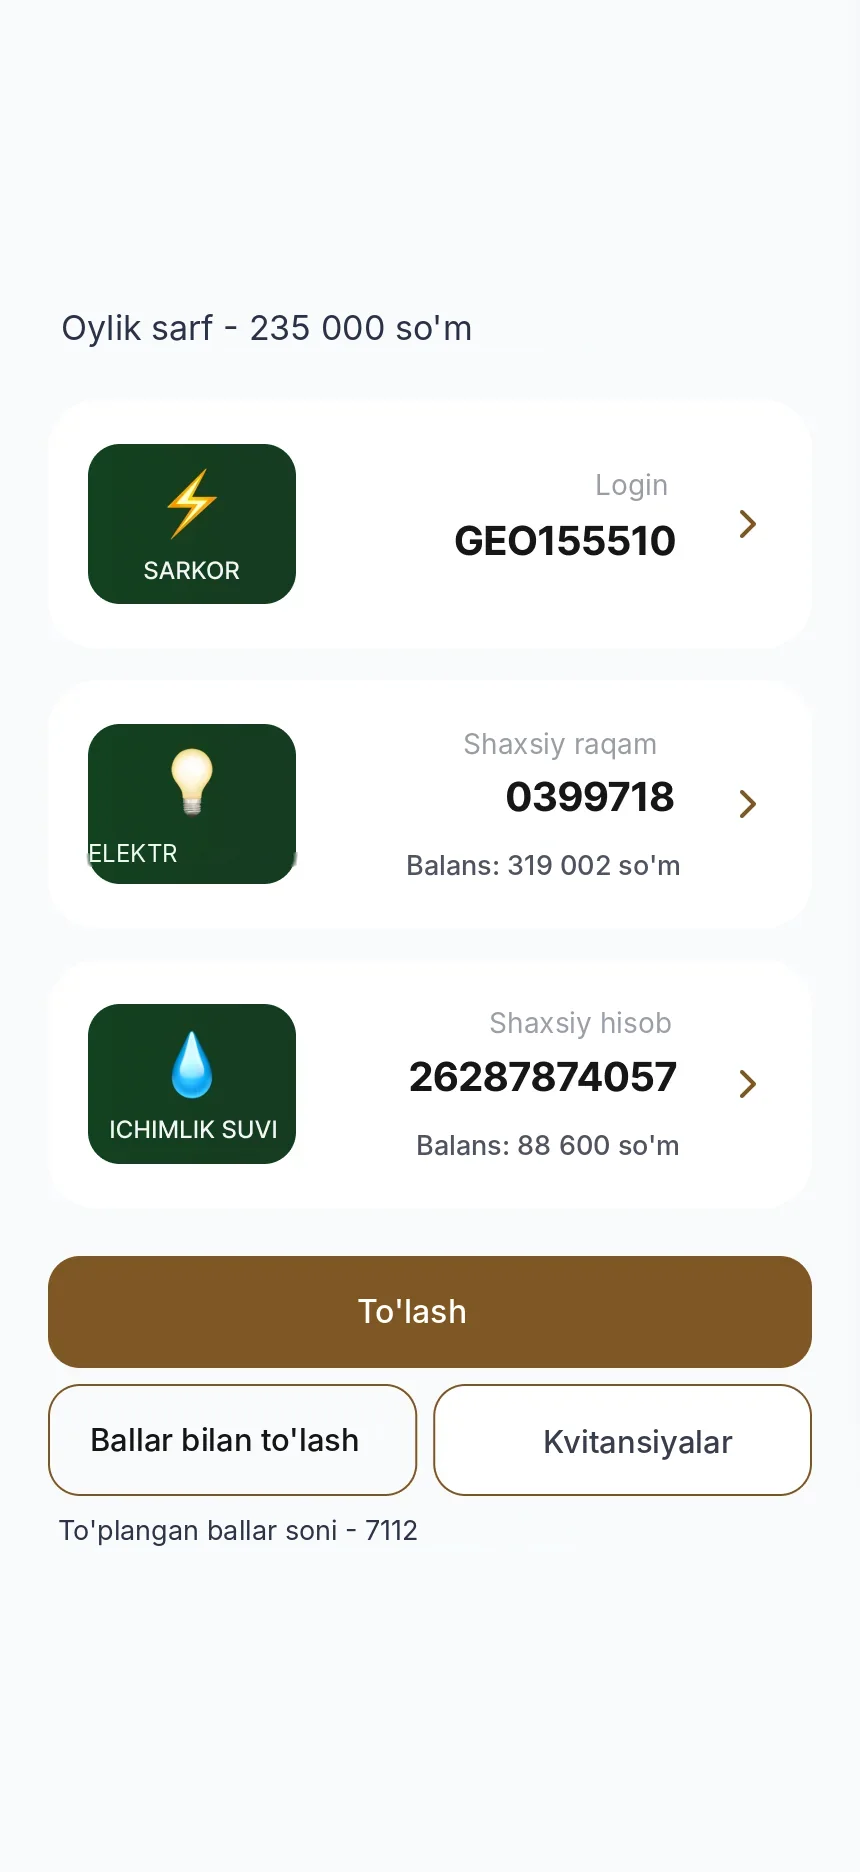 Oylik sarf - 235 000 so'm
Login
GEO155510
SARKOR
Shaxsiy raqam
0399718
ELEKTR
Balans: 319 002 so'm
Shaxsiy hisob
26287874057
ICHIMLIK SUVI
Balans: 88 600 so'm
To'lash
Ballar bilan to'lash
Kvitansiyalar
To'plangan ballar soni - 7112